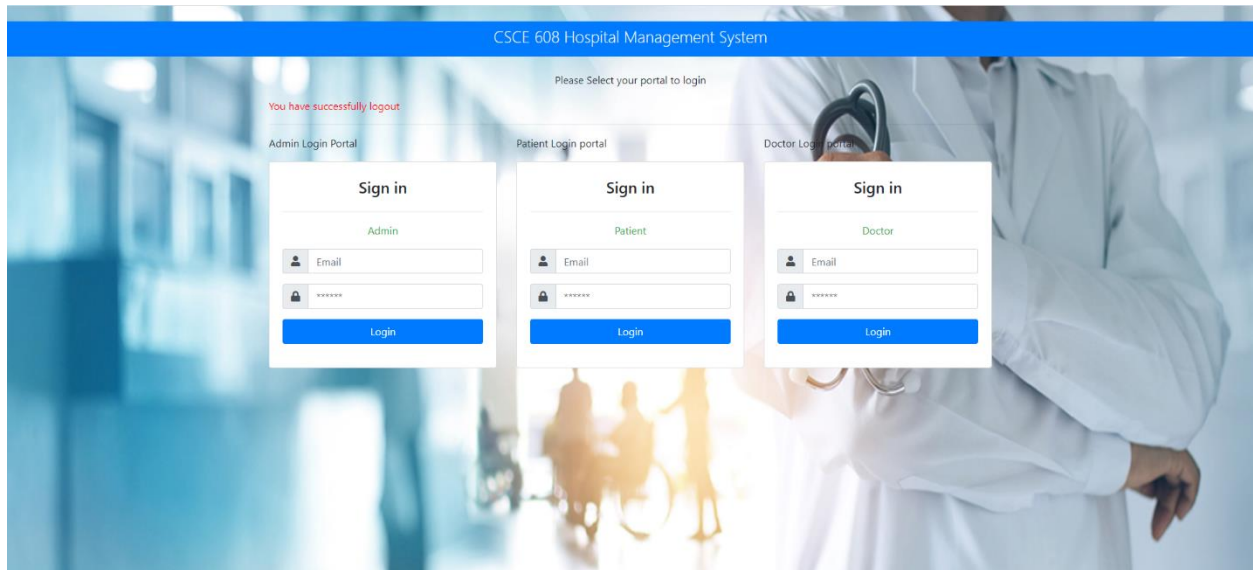 CSCE 608 Hospital Management System
Please Select your portal to login
You have successfully logout
Admin Login Portal
Patient Login portal
Doctor Login portal
Sign in
Admin
Email
******
Login
Sign in
Patient
Email
******
Login
Sign in
Doctor
Email
******
Login